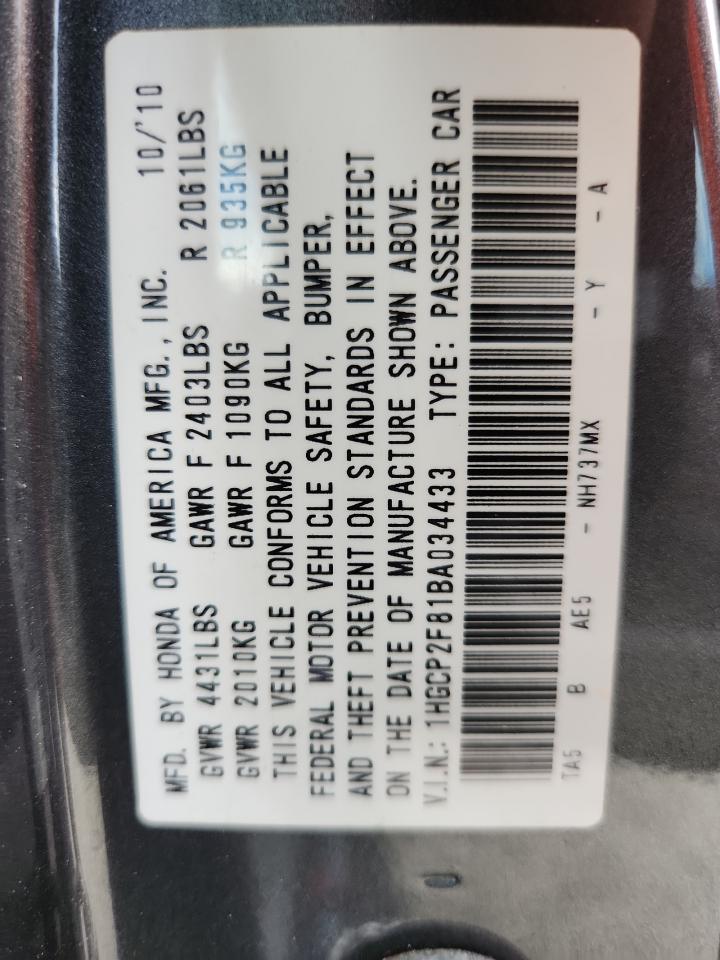 MFD. BY HONDA OF AMERICA MFG., INC. 10/'10
GVWR 4431LBS GAWR F 2403LBS R 2061LBS
GVWR 2010KG GAWR F 1090KG R 935KG
THIS VEHICLE CONFORMS TO ALL APPLICABLE
FEDERAL MOTOR VEHICLE SAFETY, BUMPER,
AND THEFT PREVENTION STANDARDS IN EFFECT
ON THE DATE OF MANUFACTURE SHOWN ABOVE.
V.I.N.: 1HGCP2F81BA034433 TYPE: PASSENGER CAR
TA5 B AE5 - NH737MX - Y - A